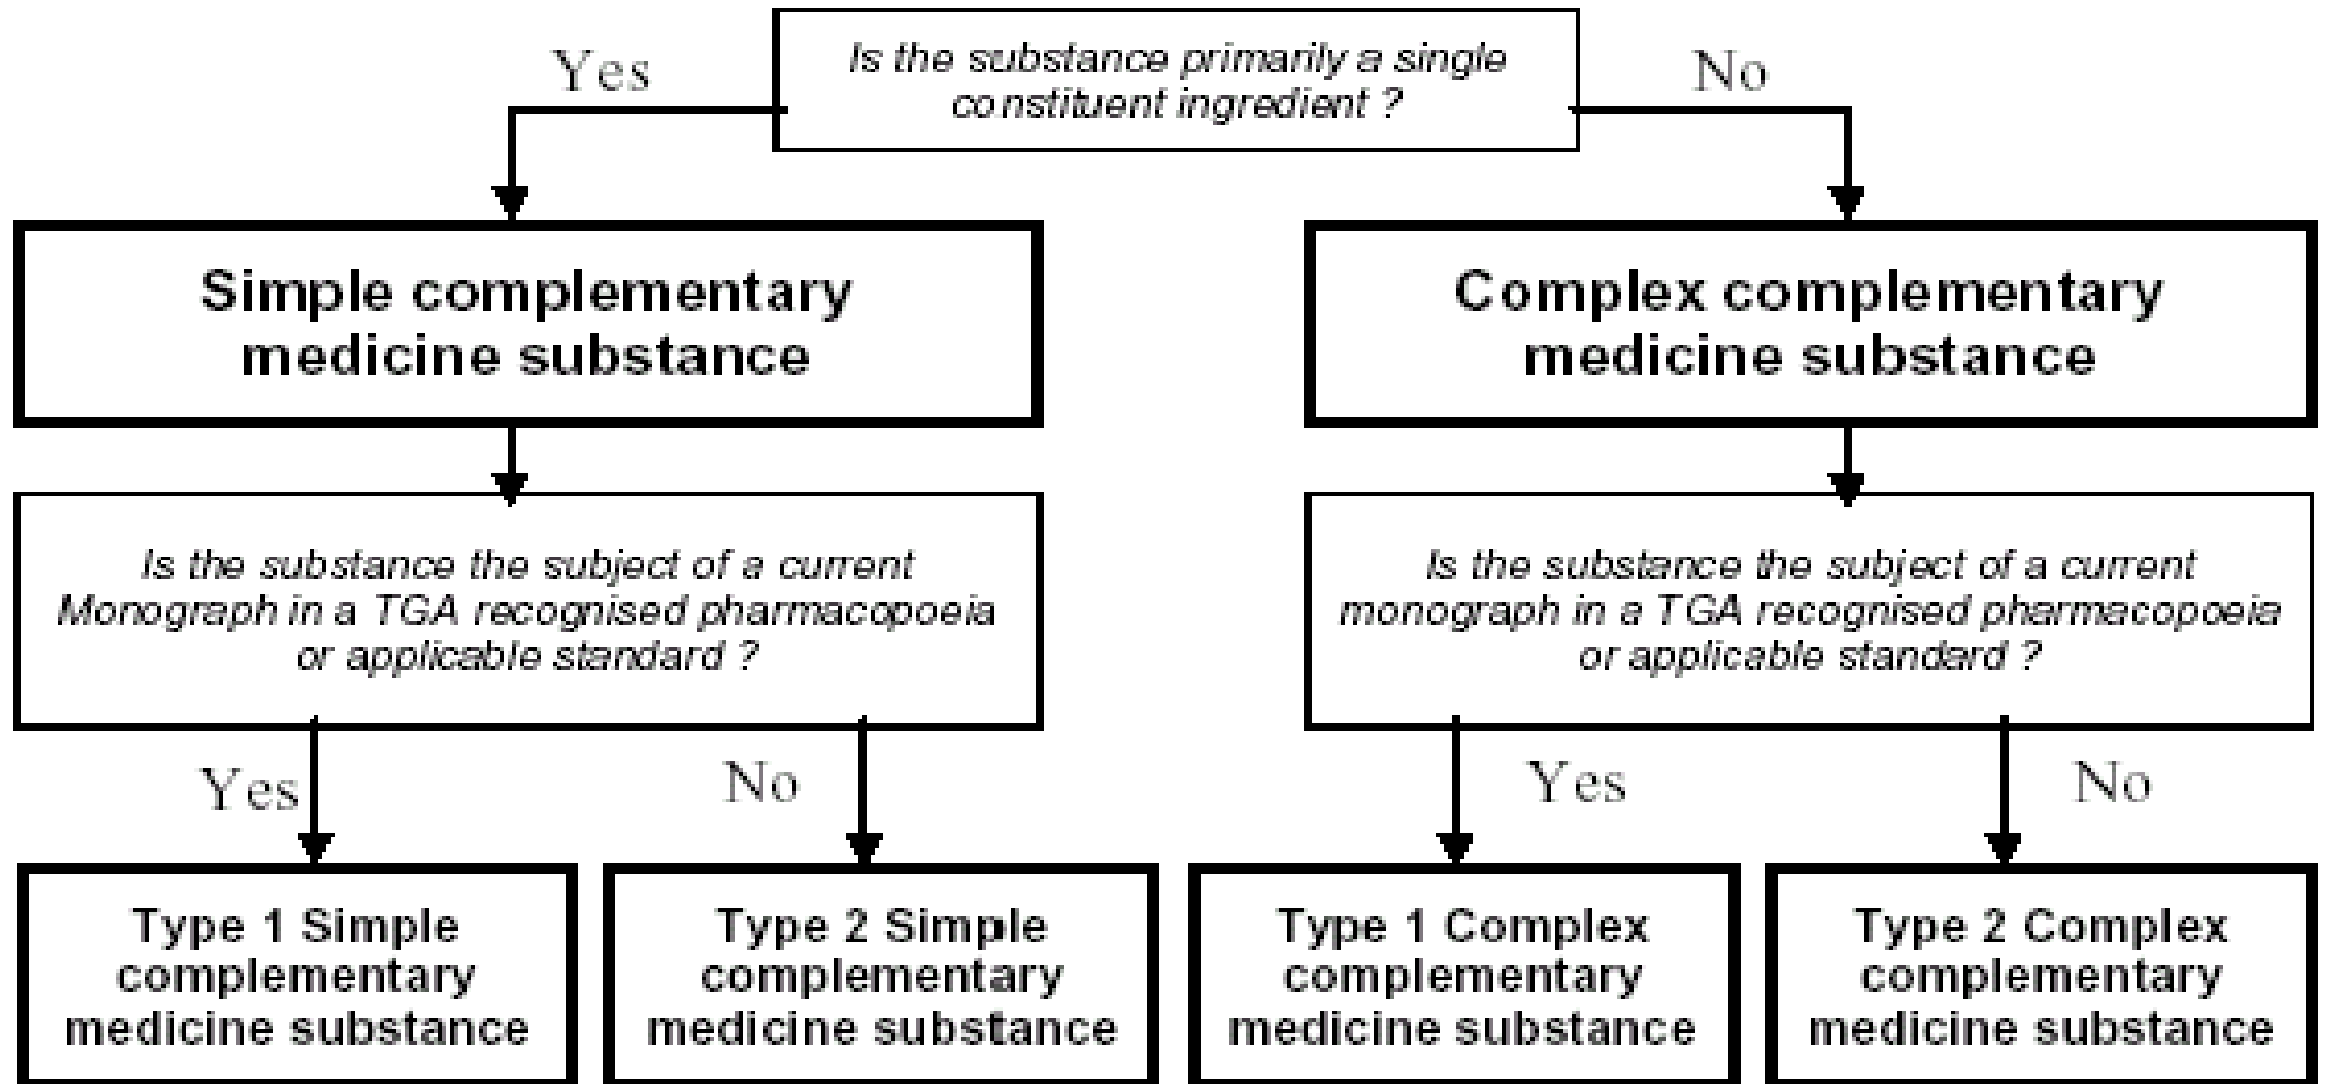 Is the substance primarily a single
constituent ingredient ?
Yes
No
Simple complementary
medicine substance
Complex complementary
medicine substance
Is the substance the subject of a current
Monograph in a TGA recognised pharmacopoeia
or applicable standard ?
Is the substance the subject of a current
monograph in a TGA recognised pharmacopoeia
or applicable standard ?
Yes
No
Yes
No
Type 1 Simple
complementary
medicine substance
Type 2 Simple
complementary
medicine substance
Type 1 Complex
complementary
medicine substance
Type 2 Complex
complementary
medicine substance